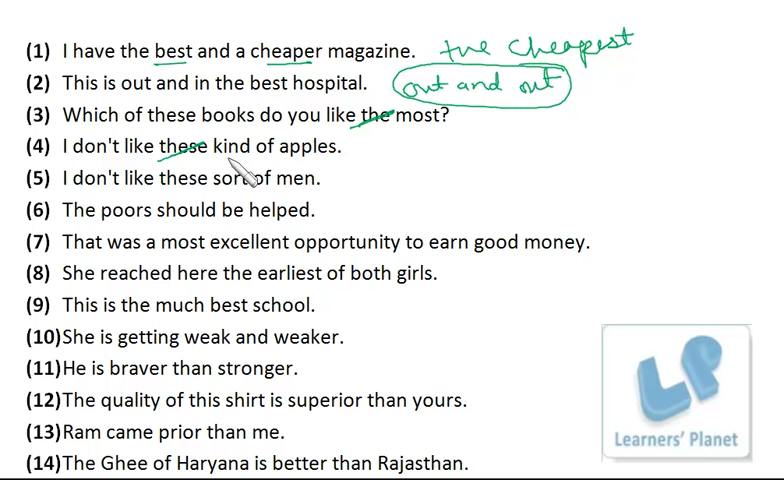 (1) I have the best and a cheaper magazine. the cheapest
(2) This is out and in the best hospital. out and out
(3) Which of these books do you like the most?
(4) I don't like these kind of apples.
(5) I don't like these sort of men.
(6) The poors should be helped.
(7) That was a most excellent opportunity to earn good money.
(8) She reached here the earliest of both girls.
(9) This is the much best school.
(10) She is getting weak and weaker.
(11) He is braver than stronger.
(12) The quality of this shirt is superior than yours.
(13) Ram came prior than me.
(14) The Ghee of Haryana is better than Rajasthan.
LP
Learners' Planet